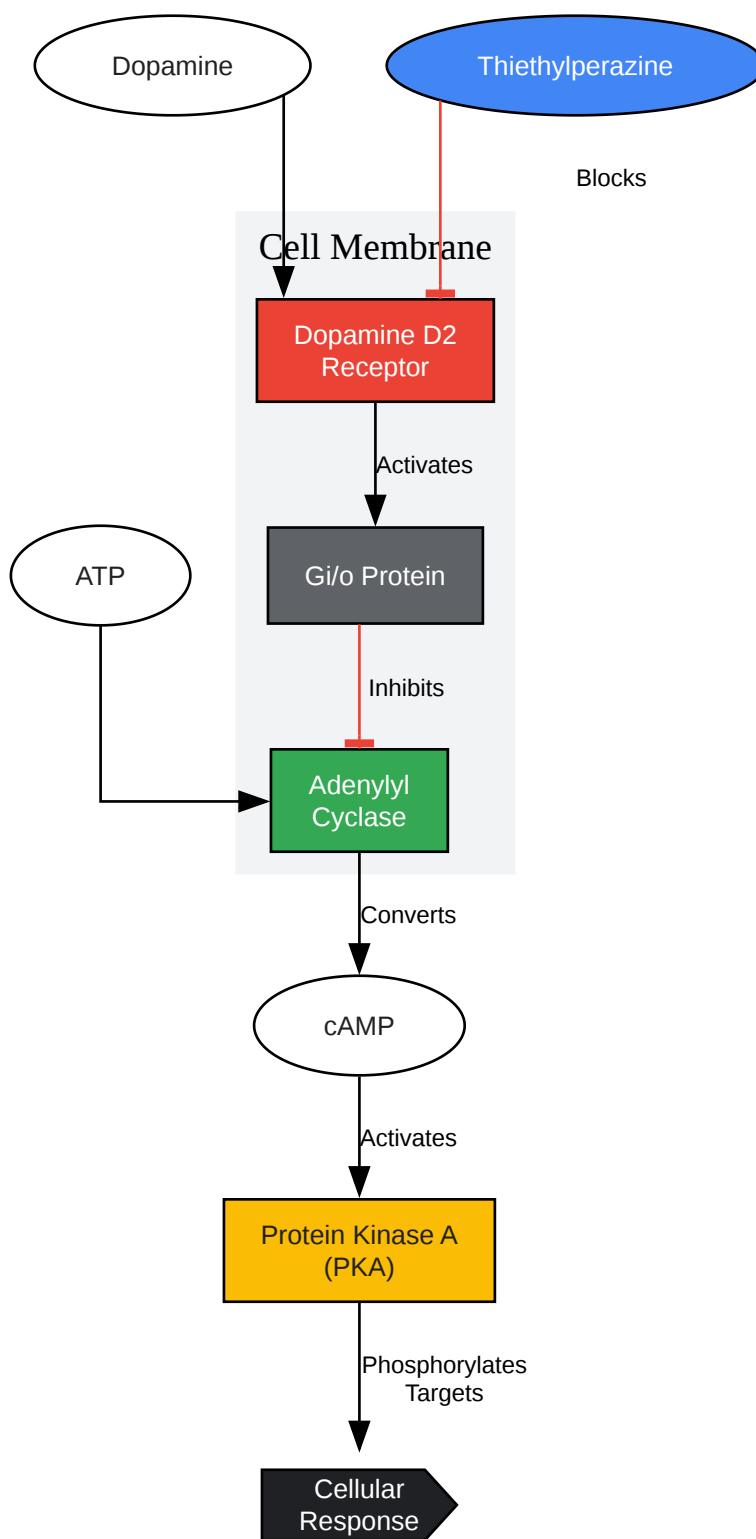 Dopamine
Thiethylperazine
Blocks
Cell Membrane
Dopamine D2
Receptor
Activates
Gi/o Protein
ATP
Inhibits
Adenylyl
Cyclase
Converts
cAMP
Activates
Protein Kinase A
(PKA)
Phosphorylates
Targets
Cellular
Response